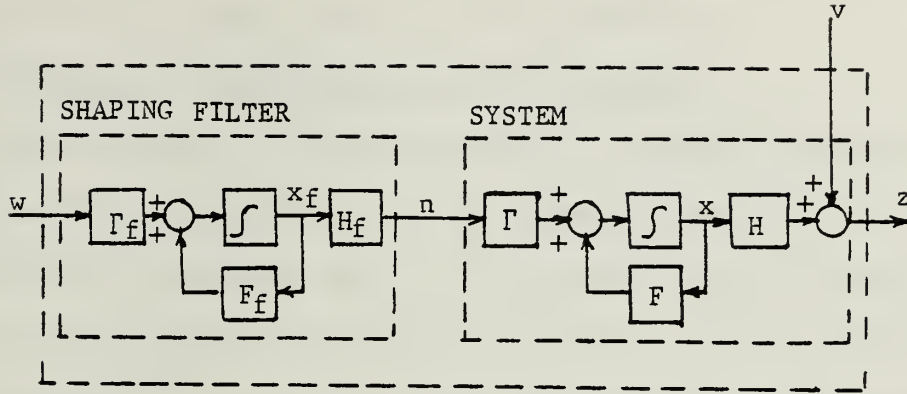 v
SHAPING FILTER
SYSTEM
w
Γf
+
+
∫
xf
Hf
n
Γ
+
+
∫
x
H
+
+
z
Ff
F